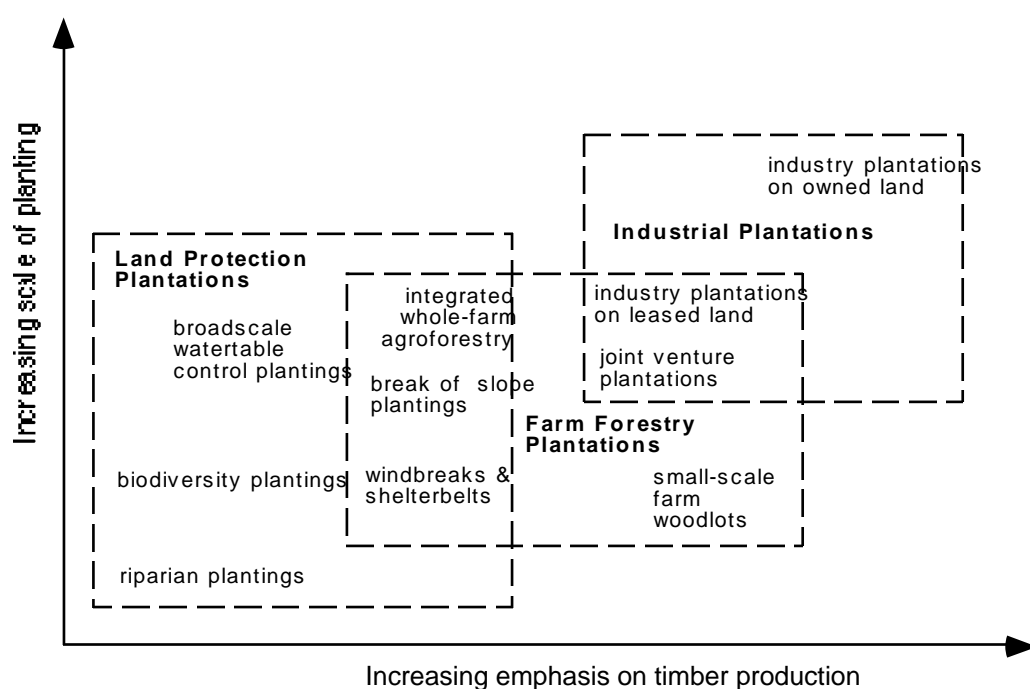 Increasing scale of planting
industry plantations
on owned land
Industrial Plantations
Land Protection
Plantations
integrated
whole-farm
agroforestry
industry plantations
on leased land
broadscale
watertable
control plantings
break of slope
plantings
joint venture
plantations
Farm Forestry
Plantations
biodiversity plantings
windbreaks &
shelterbelts
small-scale
farm
woodlots
riparian plantings
Increasing emphasis on timber production